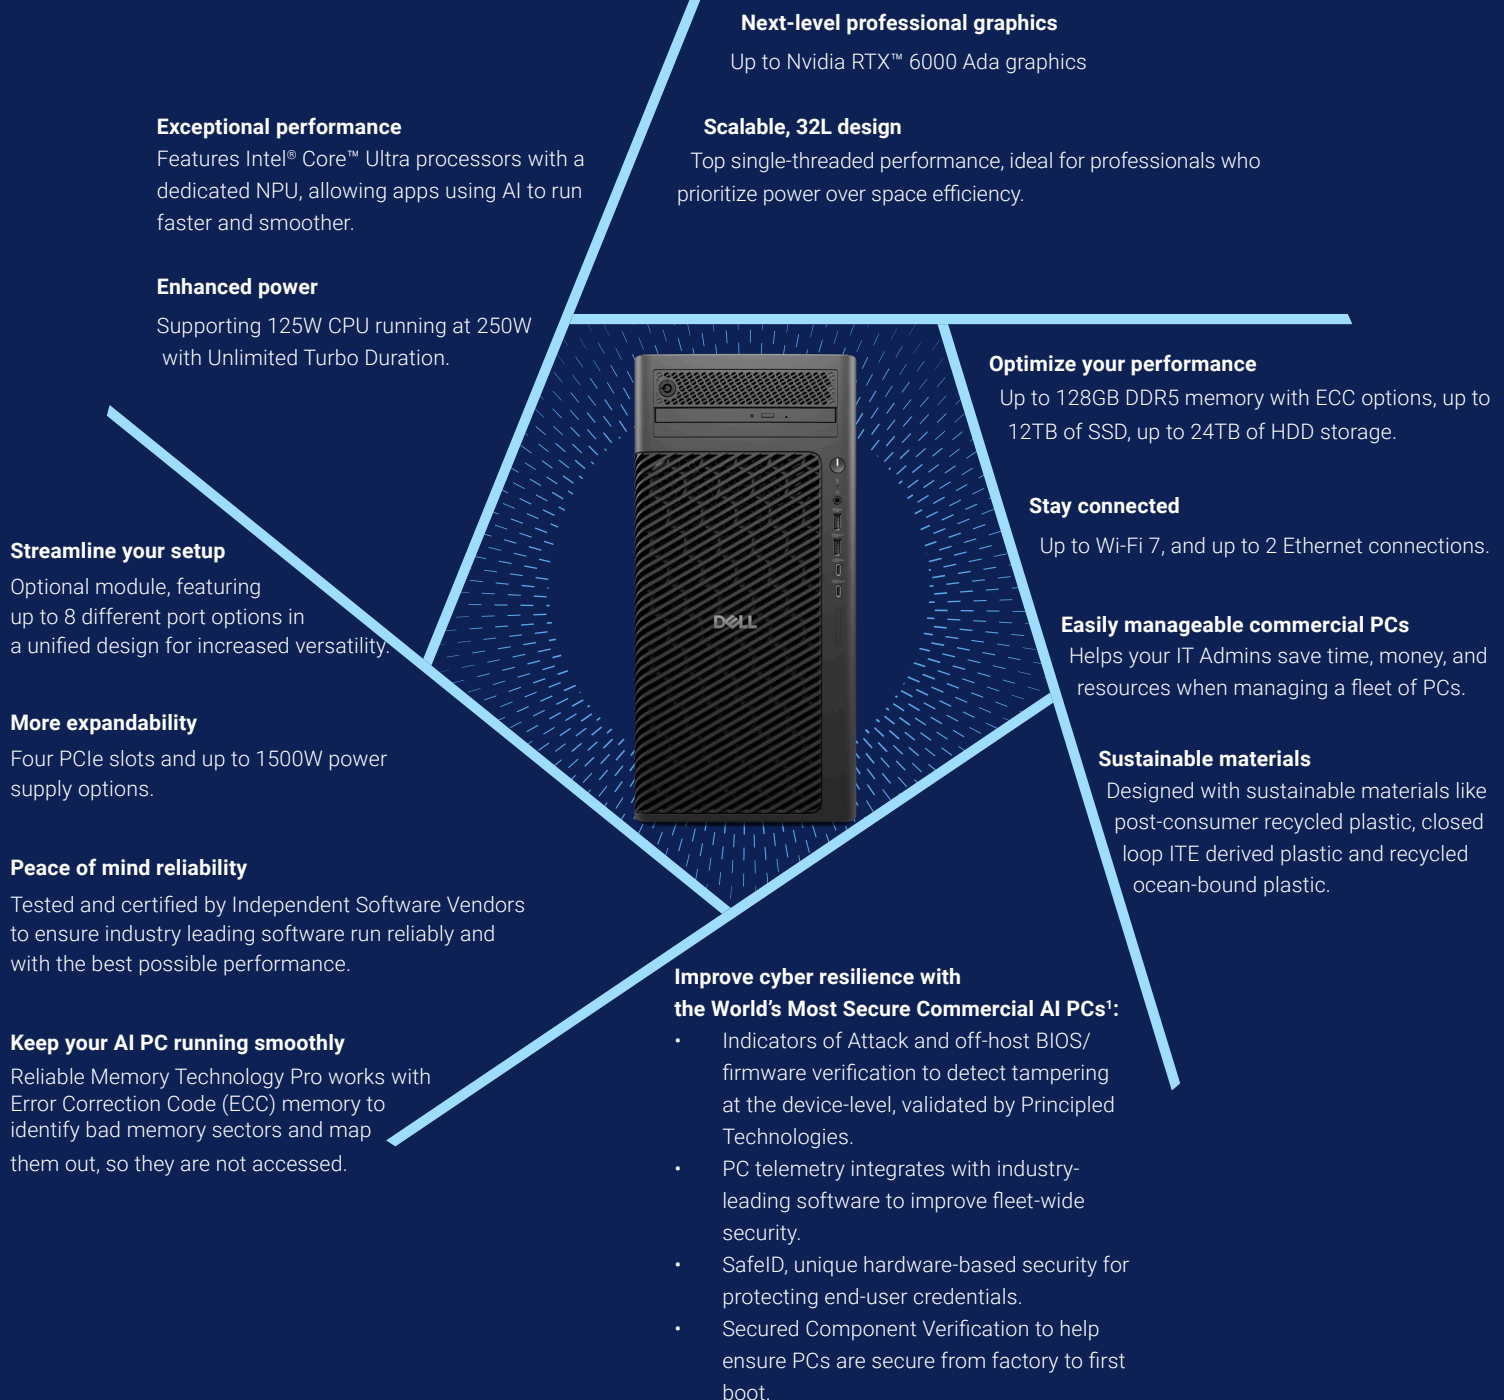 Next-level professional graphics
Up to Nvidia RTX™ 6000 Ada graphics
Scalable, 32L design
Top single-threaded performance, ideal for professionals who
prioritize power over space efficiency.
Exceptional performance
Features Intel® Core™ Ultra processors with a
dedicated NPU, allowing apps using AI to run
faster and smoother.
Enhanced power
Supporting 125W CPU running at 250W
with Unlimited Turbo Duration.
Optimize your performance
Up to 128GB DDR5 memory with ECC options, up to
12TB of SSD, up to 24TB of HDD storage.
Stay connected
Up to Wi-Fi 7, and up to 2 Ethernet connections.
Easily manageable commercial PCs
Helps your IT Admins save time, money, and
resources when managing a fleet of PCs.
Sustainable materials
Designed with sustainable materials like
post-consumer recycled plastic, closed
loop ITE derived plastic and recycled
ocean-bound plastic.
DELL
Streamline your setup
Optional module, featuring
up to 8 different port options in
a unified design for increased versatility.
More expandability
Four PCIe slots and up to 1500W power
supply options.
Peace of mind reliability
Tested and certified by Independent Software Vendors
to ensure industry leading software run reliably and
with the best possible performance.
Keep your AI PC running smoothly
Reliable Memory Technology Pro works with
Error Correction Code (ECC) memory to
identify bad memory sectors and map
them out, so they are not accessed.
Improve cyber resilience with
the World's Most Secure Commercial AI PCs¹:
• Indicators of Attack and off-host BIOS/
firmware verification to detect tampering
at the device-level, validated by Principled
Technologies.
• PC telemetry integrates with industry-
leading software to improve fleet-wide
security.
• SafeID, unique hardware-based security for
protecting end-user credentials.
• Secured Component Verification to help
ensure PCs are secure from factory to first
boot.